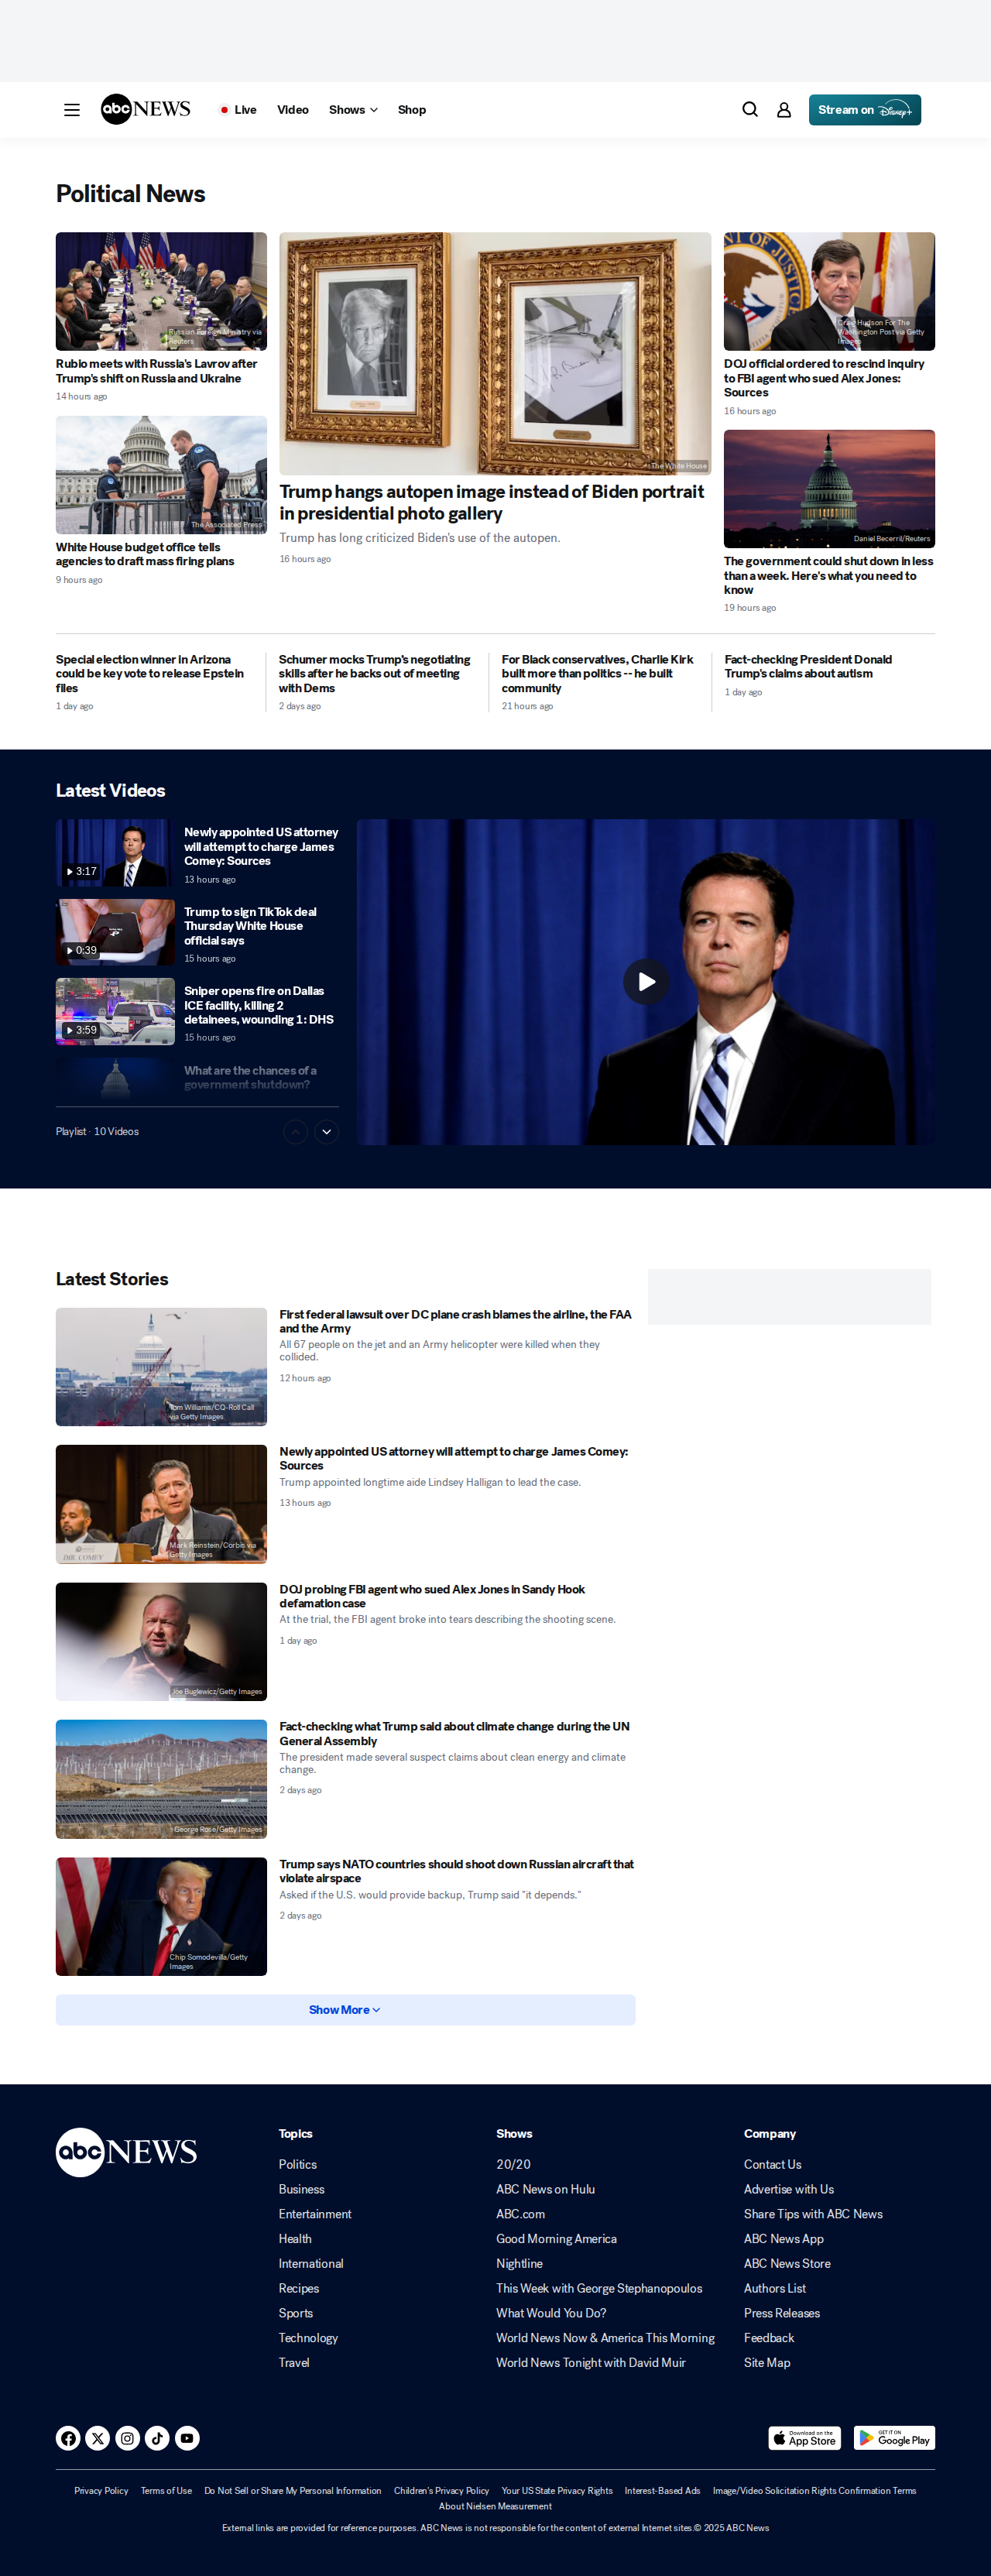 abc NEWS
Live
Video
Shows
Shop
Stream on Disney+
Political News
Russian Foreign Ministry via
Reuters
Rubio meets with Russia's Lavrov after
Trump's shift on Russia and Ukraine
14 hours ago
The Associated Press
White House budget office tells
agencies to draft mass firing plans
9 hours ago
The White House
Trump hangs autopen image instead of Biden portrait
in presidential photo gallery
Trump has long criticized Biden's use of the autopen.
16 hours ago
Craig Hudson For The
Washington Post via Getty
Images
DOJ official ordered to rescind inquiry
to FBI agent who sued Alex Jones:
Sources
16 hours ago
Daniel Becerril/Reuters
The government could shut down in less
than a week. Here's what you need to
know
19 hours ago
Special election winner in Arizona
could be key vote to release Epstein
files
1 day ago
Schumer mocks Trump's negotiating
skills after he backs out of meeting
with Dems
2 days ago
For Black conservatives, Charlie Kirk
built more than politics -- he built
community
21 hours ago
Fact-checking President Donald
Trump's claims about autism
1 day ago
Latest Videos
3:17
Newly appointed US attorney
will attempt to charge James
Comey: Sources
13 hours ago
0:39
Trump to sign TikTok deal
Thursday White House
official says
15 hours ago
3:59
Sniper opens fire on Dallas
ICE facility, killing 2
detainees, wounding 1: DHS
15 hours ago
What are the chances of a
government shutdown?
Playlist · 10 Videos
Latest Stories
Tom Williams/CQ-Roll Call
via Getty Images
First federal lawsuit over DC plane crash blames the airline, the FAA
and the Army
All 67 people on the jet and an Army helicopter were killed when they
collided.
12 hours ago
DIR. COMEY
Mark Reinstein/Corbis via
Getty Images
Newly appointed US attorney will attempt to charge James Comey:
Sources
Trump appointed longtime aide Lindsey Halligan to lead the case.
13 hours ago
Joe Buglewicz/Getty Images
DOJ probing FBI agent who sued Alex Jones in Sandy Hook
defamation case
At the trial, the FBI agent broke into tears describing the shooting scene.
1 day ago
George Rose/Getty Images
Fact-checking what Trump said about climate change during the UN
General Assembly
The president made several suspect claims about clean energy and climate
change.
2 days ago
Chip Somodevilla/Getty
Images
Trump says NATO countries should shoot down Russian aircraft that
violate airspace
Asked if the U.S. would provide backup, Trump said "it depends."
2 days ago
Show More
abc NEWS
Topics
Politics
Business
Entertainment
Health
International
Recipes
Sports
Technology
Travel
Shows
20/20
ABC News on Hulu
ABC.com
Good Morning America
Nightline
This Week with George Stephanopoulos
What Would You Do?
World News Now & America This Morning
World News Tonight with David Muir
Company
Contact Us
Advertise with Us
Share Tips with ABC News
ABC News App
ABC News Store
Authors List
Press Releases
Feedback
Site Map
Download on the
App Store
GET IT ON
Google Play
Privacy Policy
Terms of Use
Do Not Sell or Share My Personal Information
Children's Privacy Policy
Your US State Privacy Rights
Interest-Based Ads
Image/Video Solicitation Rights Confirmation Terms
About Nielsen Measurement
External links are provided for reference purposes. ABC News is not responsible for the content of external Internet sites.© 2025 ABC News